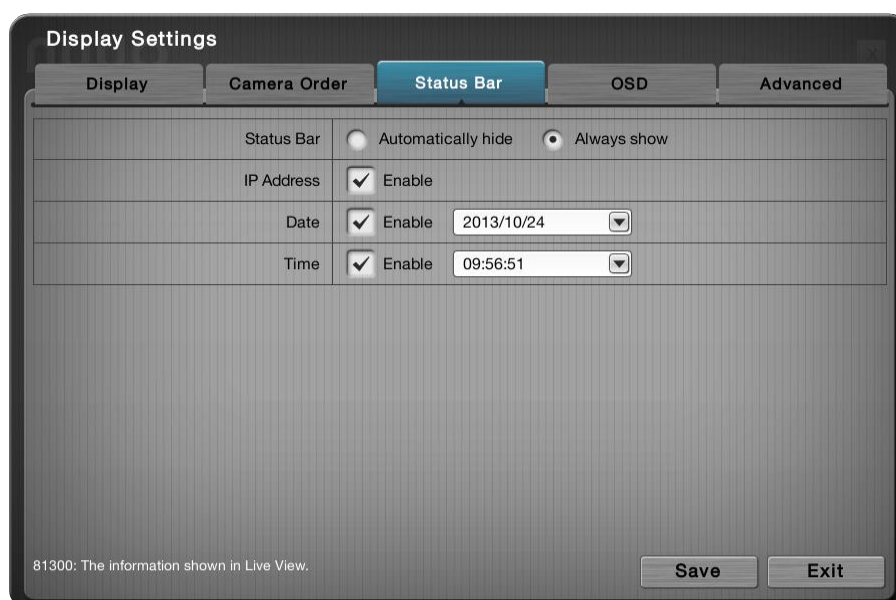 Display Settings
Display Camera Order Status Bar OSD Advanced
Status Bar Automatically hide Always show
IP Address Enable
Date Enable 2013/10/24
Time Enable 09:56:51
81300: The information shown in Live View.
Save Exit